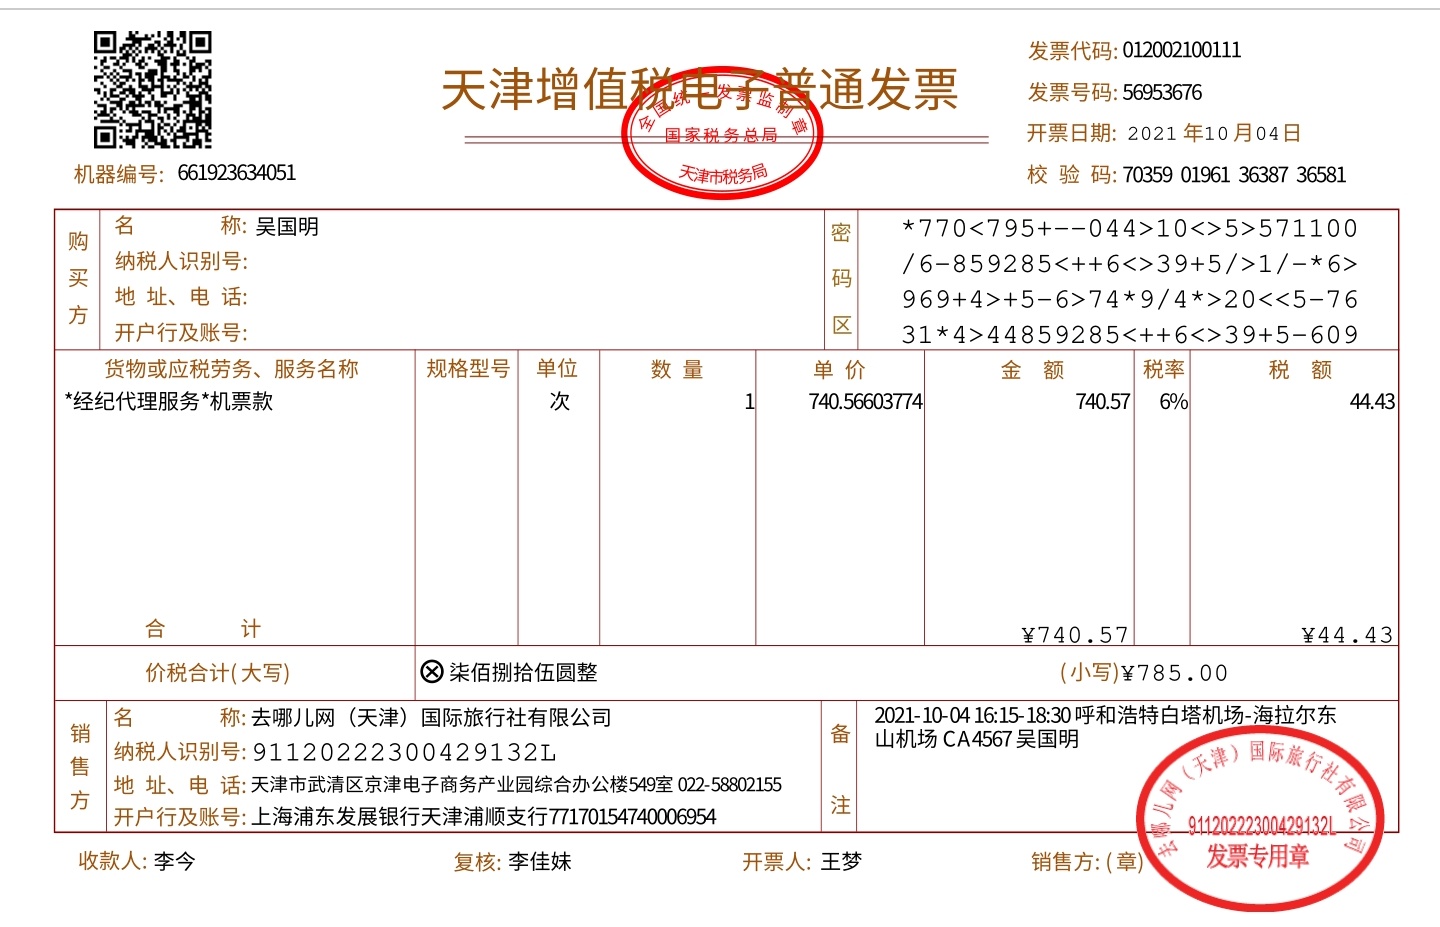 天津增值税电子普通发票
全国统一发票监制章
国家税务总局
天津市税务局
机器编号: 661923634051
发票代码: 012002100111
发票号码: 56953676
开票日期: 2021 年10 月04日
校 验 码: 70359 01961 36387 36581
购买方
名 称: 吴国明
纳税人识别号:
地 址、电 话:
开户行及账号:
密码区
*770<795+--044>10<>5>571100
/6-859285<++6<>39+5/>1/-*6>
969+4>+5-6>74*9/4*>20<<5-76
31*4>44859285<++6<>39+5-609
货物或应税劳务、服务名称 规格型号 单位 数 量 单 价 金 额 税率 税 额
*经纪代理服务*机票款 次 1 740.56603774 740.57 6% 44.43
合 计 ¥740.57 ¥44.43
价税合计(大写) ⊗柒佰捌拾伍圆整 (小写)¥785.00
销售方
名 称: 去哪儿网（天津）国际旅行社有限公司
纳税人识别号: 91120222300429132L
地 址、电 话: 天津市武清区京津电子商务产业园综合办公楼549室 022-58802155
开户行及账号: 上海浦东发展银行天津浦顺支行77170154740006954
备注
2021-10-04 16:15-18:30 呼和浩特白塔机场-海拉尔东
山机场 CA4567 吴国明
收款人: 李今 复核: 李佳妹 开票人: 王梦 销售方: (章)
去哪儿网（天津）国际旅行社有限公司
91120222300429132L
发票专用章